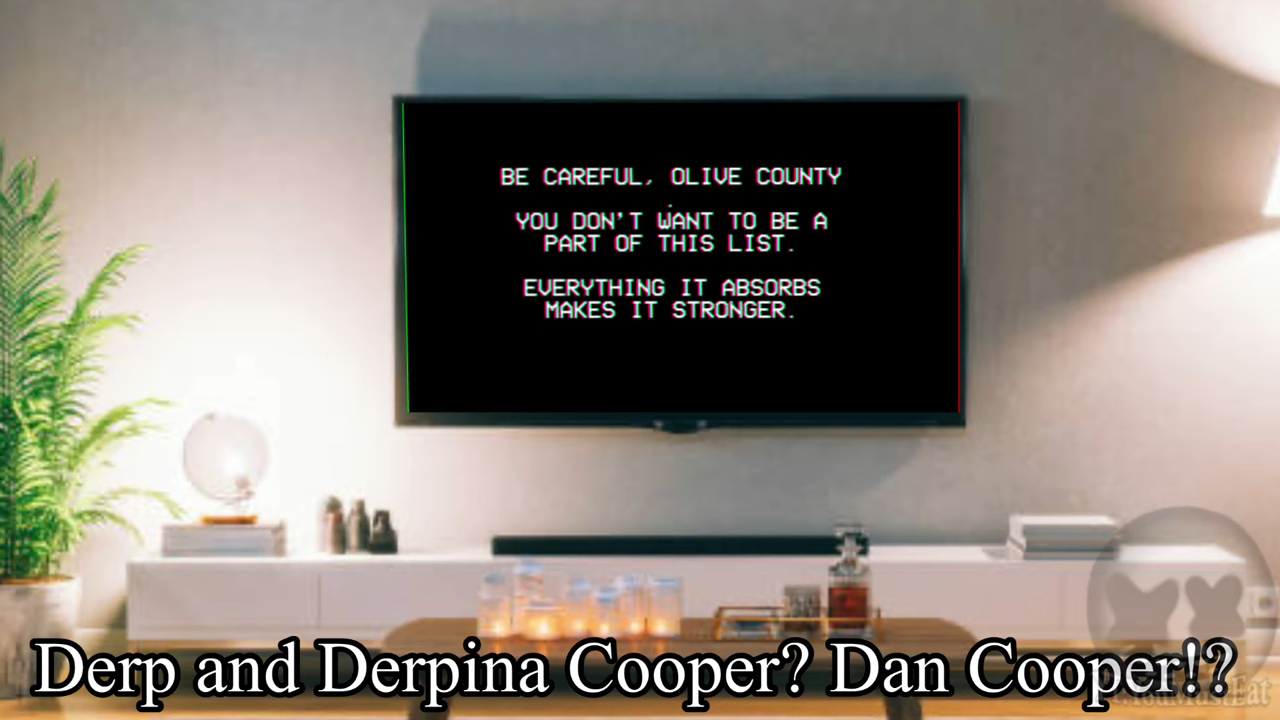 BE CAREFUL, OLIVE COUNTY
YOU DON'T WANT TO BE A
PART OF THIS LIST.
EVERYTHING IT ABSORBS
MAKES IT STRONGER.
Derp and Derpina Cooper? Dan Cooper!?